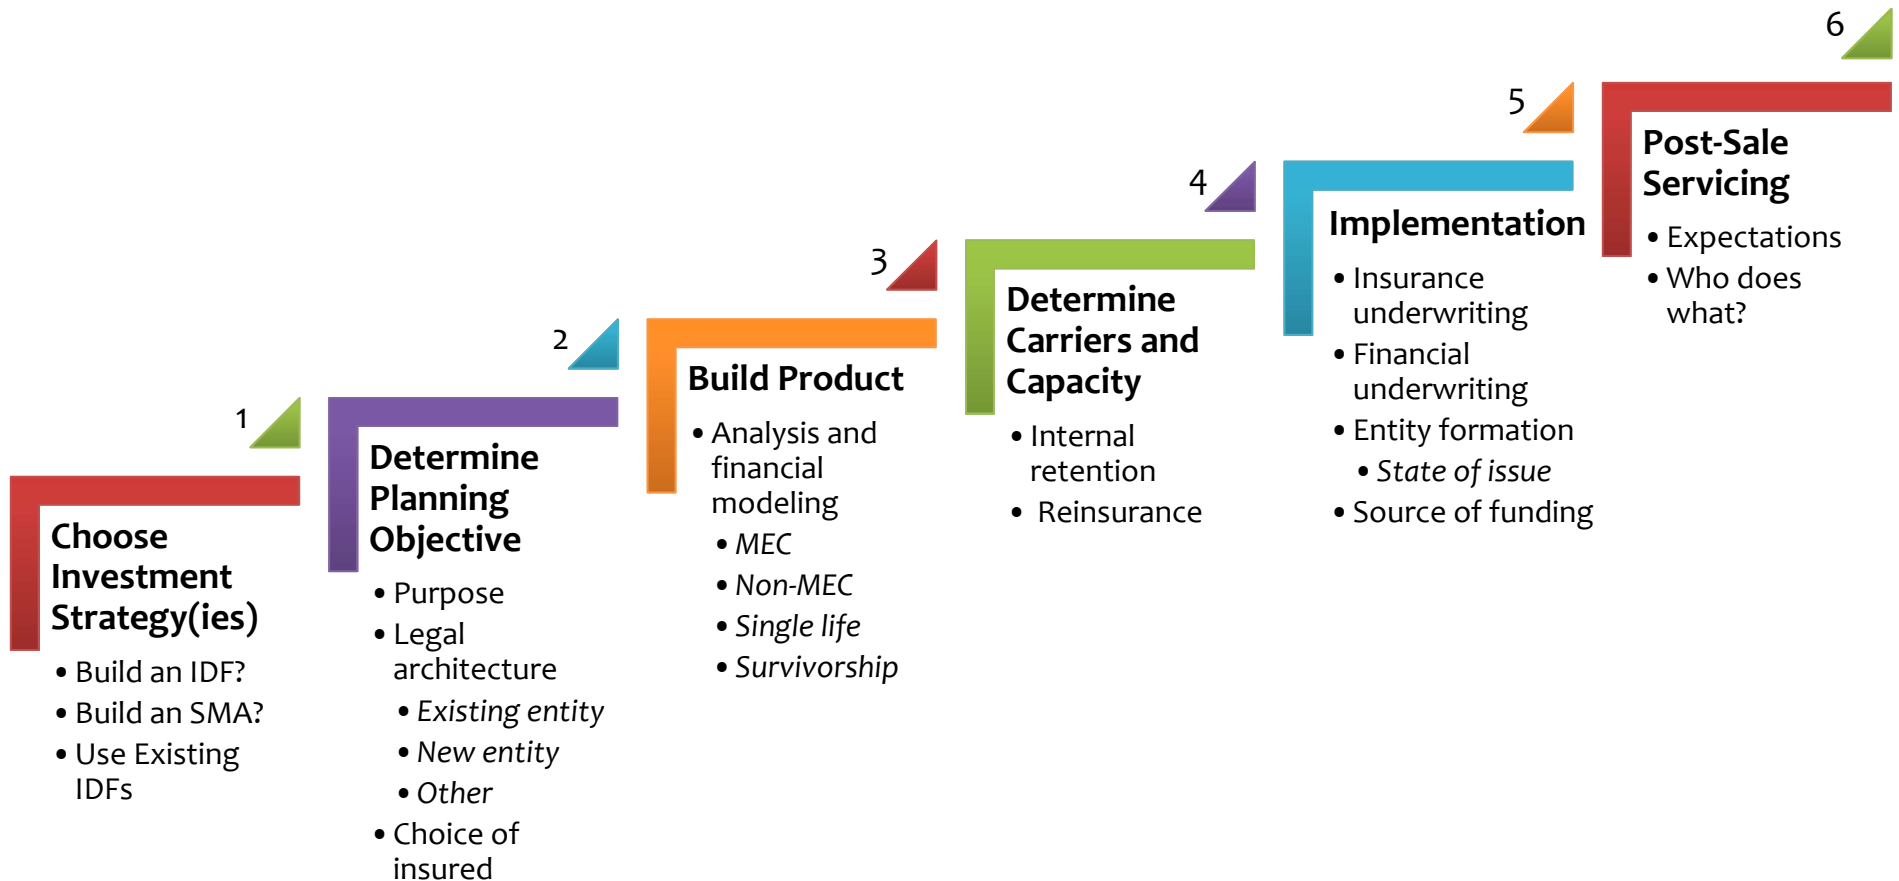 1
Choose
Investment
Strategy(ies)
• Build an IDF?
• Build an SMA?
• Use Existing
IDFs
2
Determine
Planning
Objective
• Purpose
• Legal
architecture
• Existing entity
• New entity
• Other
• Choice of
insured
3
Build Product
• Analysis and
financial
modeling
• MEC
• Non-MEC
• Single life
• Survivorship
4
Determine
Carriers and
Capacity
• Internal
retention
• Reinsurance
5
Implementation
• Insurance
underwriting
• Financial
underwriting
• Entity formation
• State of issue
• Source of funding
6
Post-Sale
Servicing
• Expectations
• Who does
what?